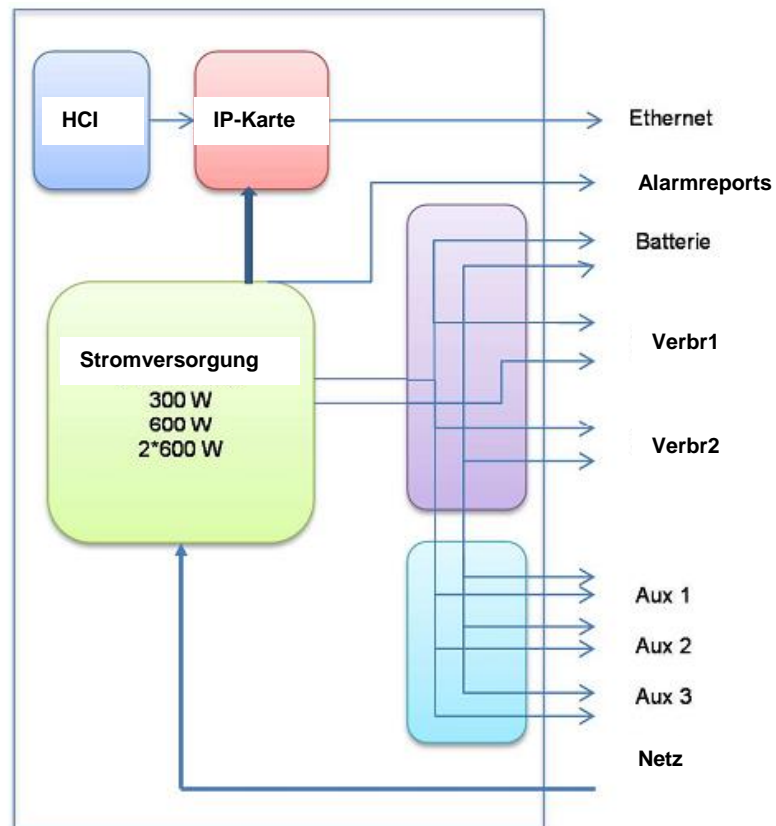 HCI
IP-Karte
Ethernet
Alarmreports
Batterie
Stromversorgung
300 W
600 W
2*600 W
Verbr1
Verbr2
Aux 1
Aux 2
Aux 3
Netz